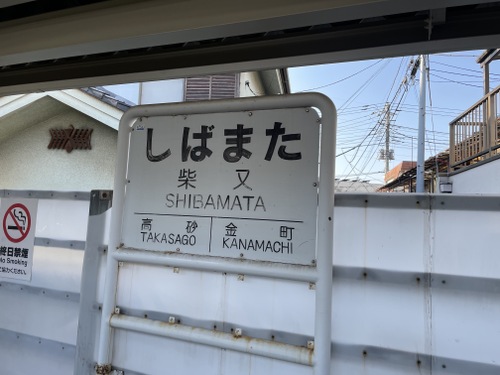 しばまた
柴又
SHIBAMATA
高砂 金町
TAKASAGO KANAMACHI
終日禁煙
No Smoking